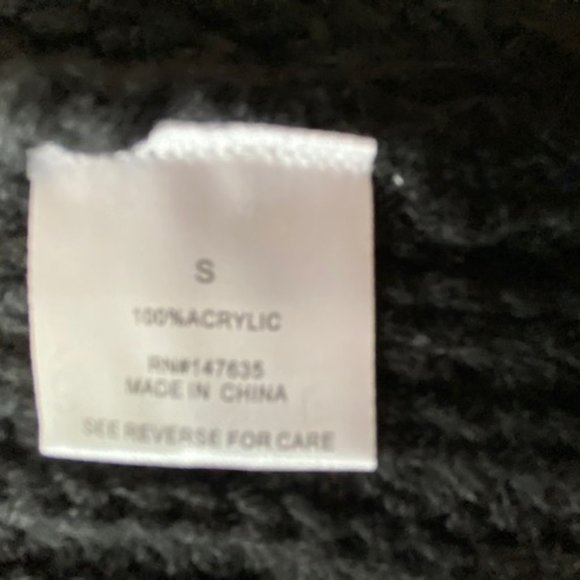 S
100%ACRYLIC
RN#147635
MADE IN CHINA
SEE REVERSE FOR CARE